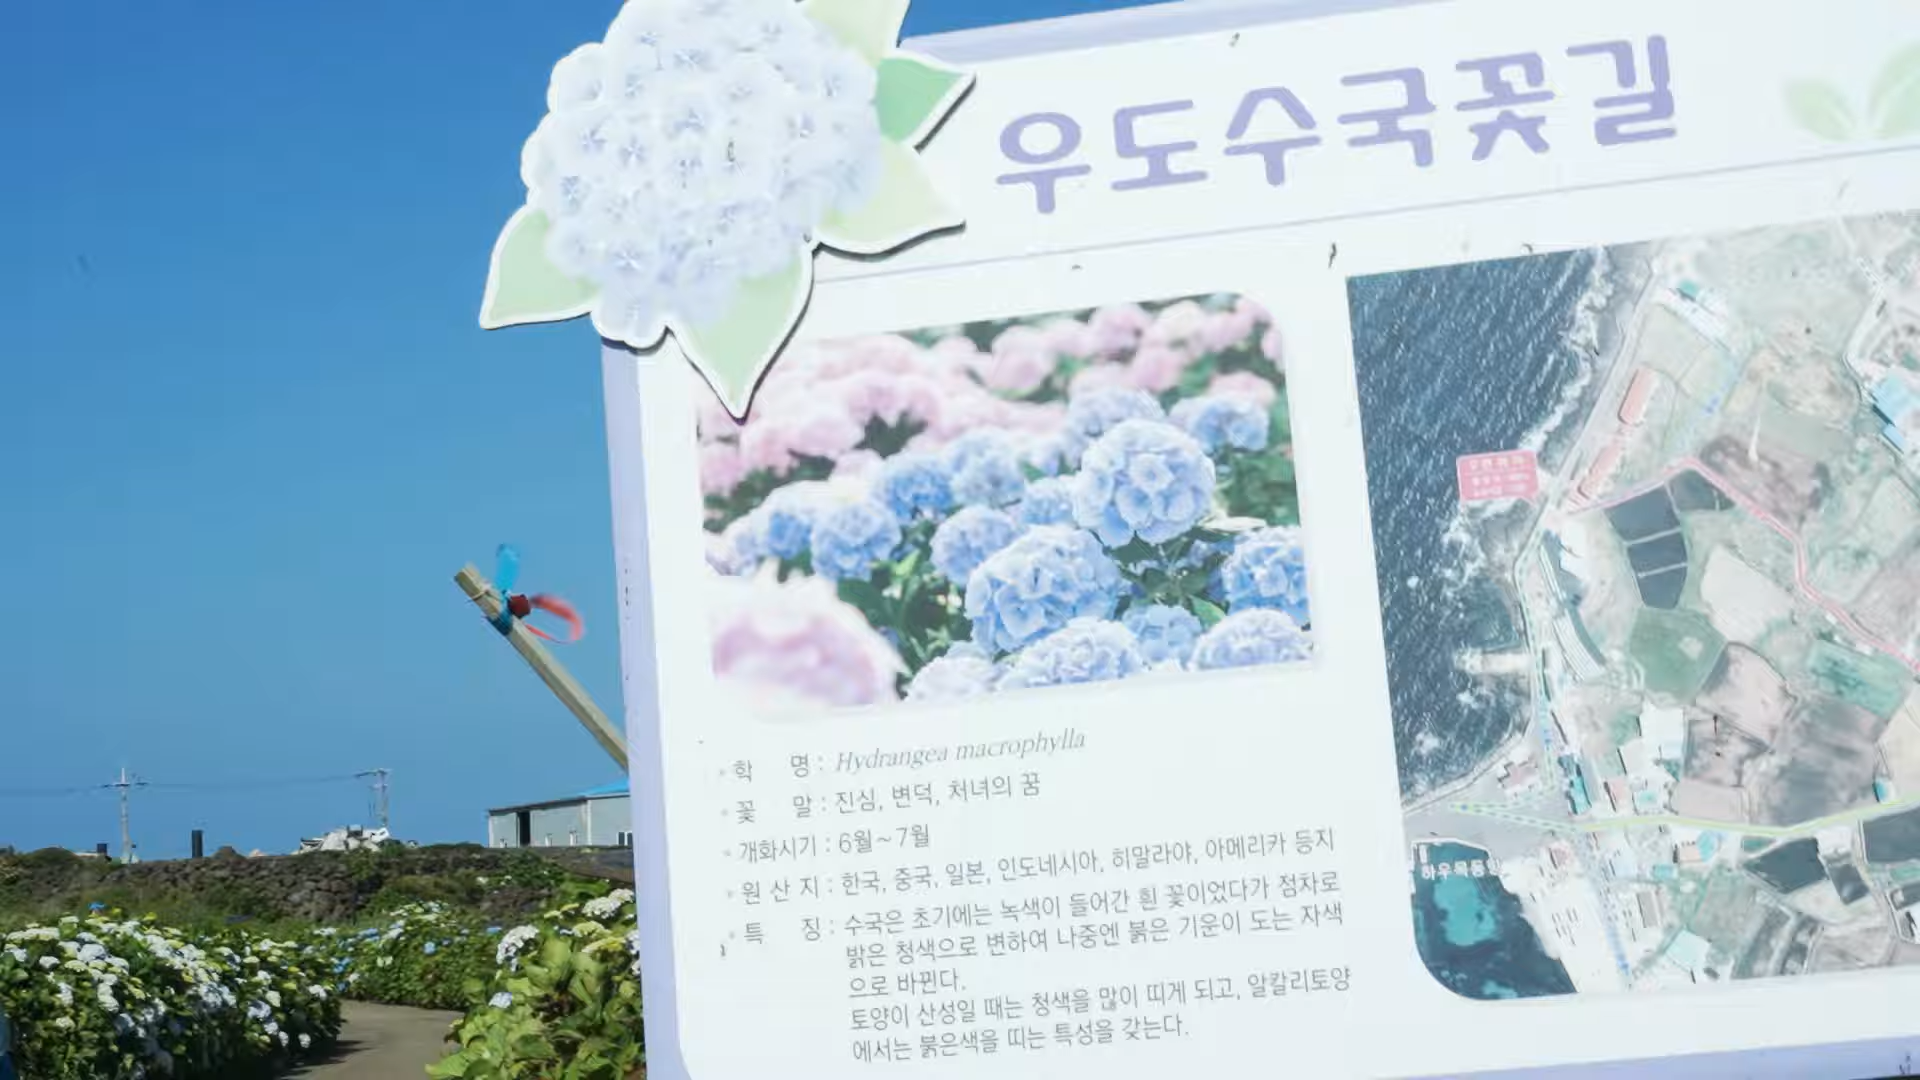 우도수국꽃길
학 명 : Hydrangea macrophylla
꽃 말 : 진심, 변덕, 처녀의 꿈
개화시기 : 6월~7월
원 산 지 : 한국, 중국, 일본, 인도네시아, 히말라야, 아메리카 등지
특 징 : 수국은 초기에는 녹색이 들어간 흰 꽃이었다가 점차로
밝은 청색으로 변하여 나중엔 붉은 기운이 도는 자색
으로 바뀐다.
토양이 산성일 때는 청색을 많이 띠게 되고, 알칼리토양
에서는 붉은색을 띠는 특성을 갖는다.
하우목동항